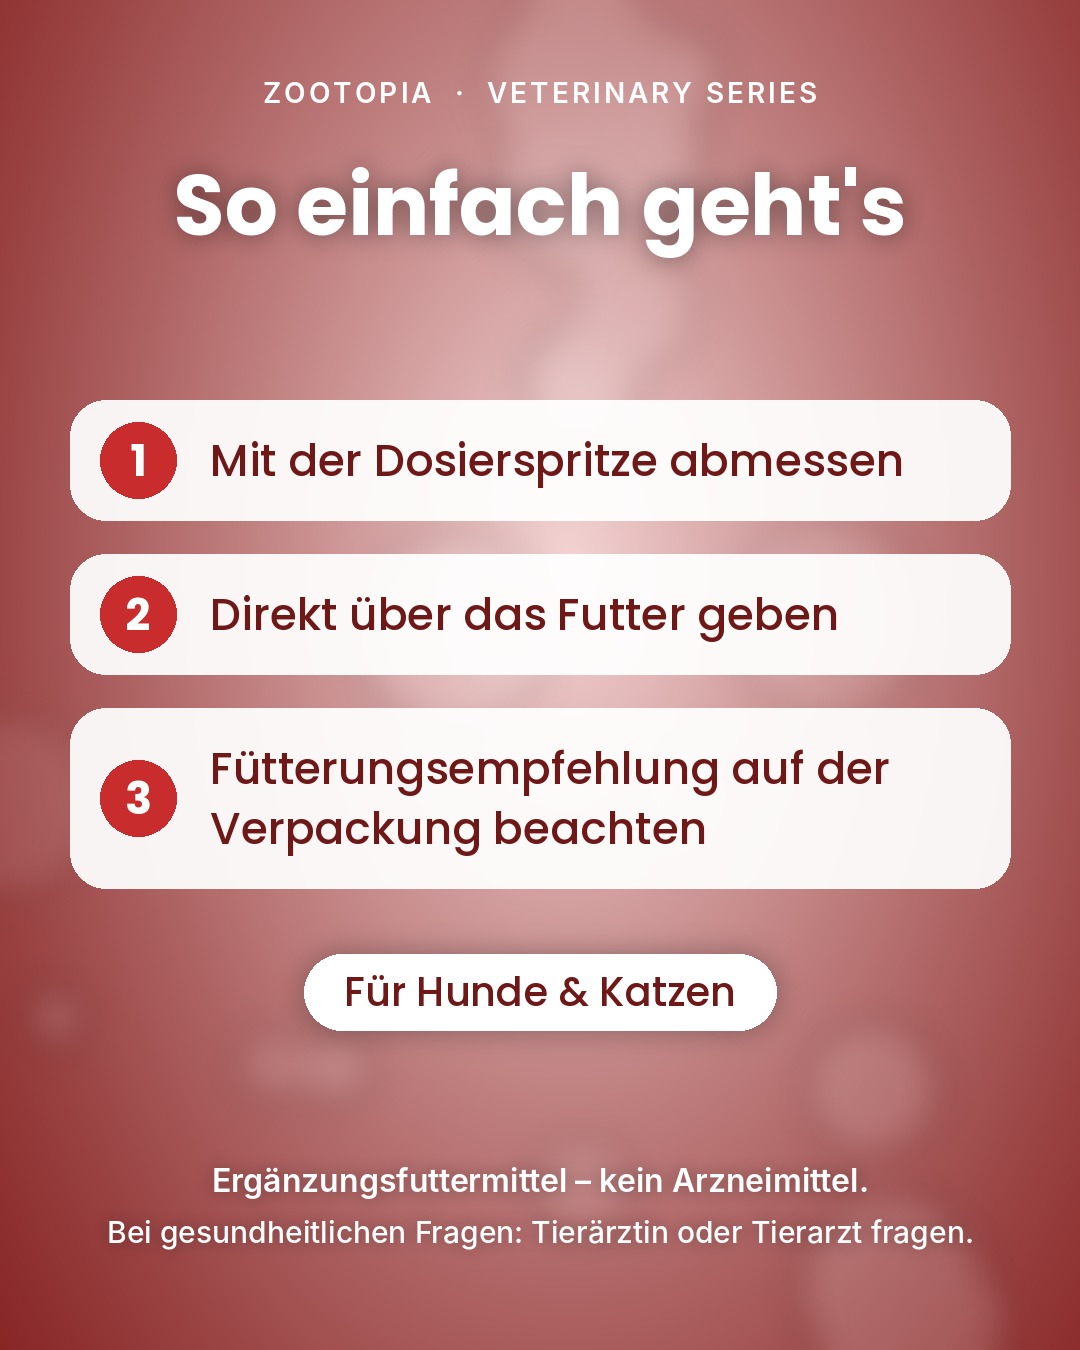 ZOOTOPIA · VETERINARY SERIES
So einfach geht's
1 Mit der Dosierspritze abmessen
2 Direkt über das Futter geben
3 Fütterungsempfehlung auf der
Verpackung beachten
Für Hunde & Katzen
Ergänzungsfuttermittel – kein Arzneimittel.
Bei gesundheitlichen Fragen: Tierärztin oder Tierarzt fragen.